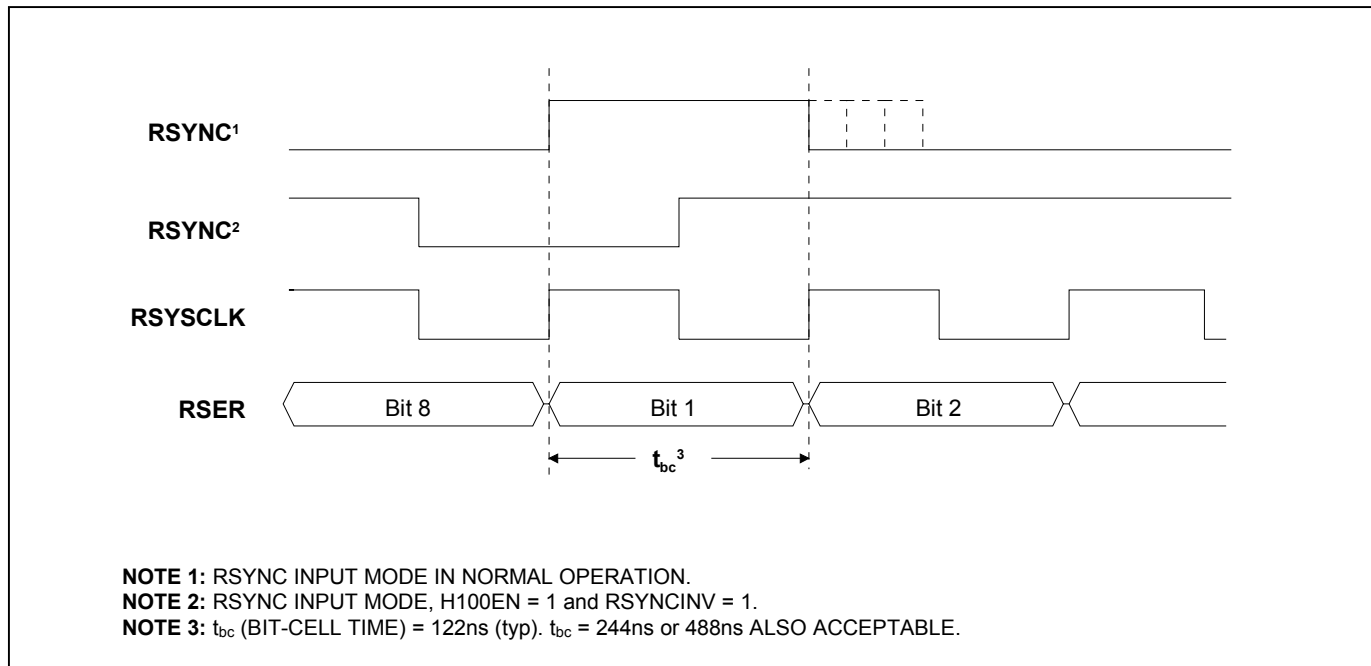 RSYNC¹
RSYNC²
RSYSCLK
RSER
Bit 8
Bit 1
Bit 2
tbc³
NOTE 1: RSYNC INPUT MODE IN NORMAL OPERATION.
NOTE 2: RSYNC INPUT MODE, H100EN = 1 and RSYNCINV = 1.
NOTE 3: tbc (BIT-CELL TIME) = 122ns (typ). tbc = 244ns or 488ns ALSO ACCEPTABLE.